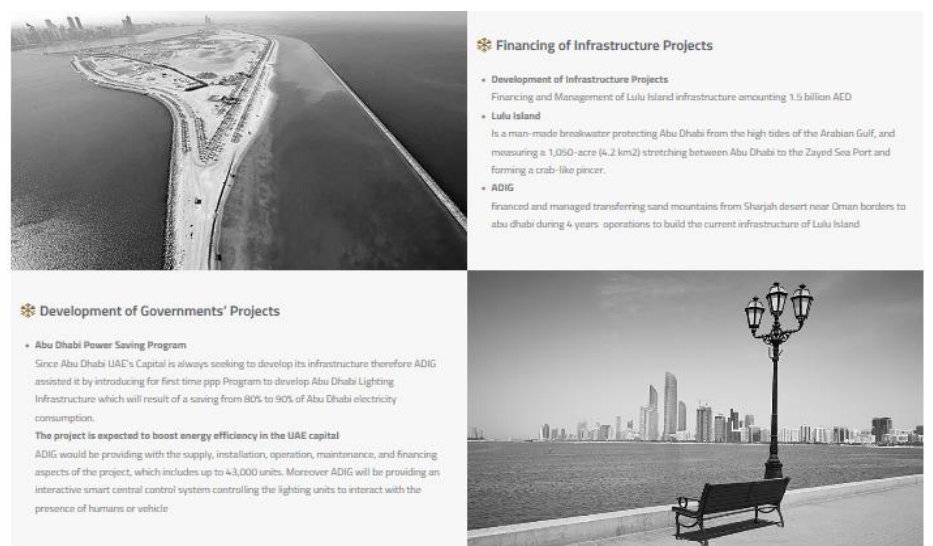 Financing of Infrastructure Projects
• Development of Infrastructure Projects
Financing and Management of Lulu Island infrastructure amounting 1.5 billion AED
• Lulu Island
Is a man-made breakwater protecting Abu Dhabi from the high tides of the Arabian Gulf, and
measuring a 1,050-acre (4.2 km2) stretching between Abu Dhabi to the Zayed Sea Port and
forming a crab-like pincer.
• ADIG
financed and managed transferring sand mountains from Sharjah desert near Oman borders to
abu dhabi during 4 years operations to build the current infrastructure of Lulu Island
Development of Governments' Projects
• Abu Dhabi Power Saving Program
Since Abu Dhabi UAE's Capital is always seeking to develop its infrastructure therefore ADIG
assisted it by introducing for first time ppp Program to develop Abu Dhabi Lighting
Infrastructure which will result of a saving from 80% to 90% of Abu Dhabi electricity
consumption.
The project is expected to boost energy efficiency in the UAE capital
ADIG would be providing with the supply, installation, operation, maintenance, and financing
aspects of the project, which includes up to 43,000 units. Moreover ADIG will be providing an
interactive smart central control system controlling the lighting units to interact with the
presence of humans or vehicle